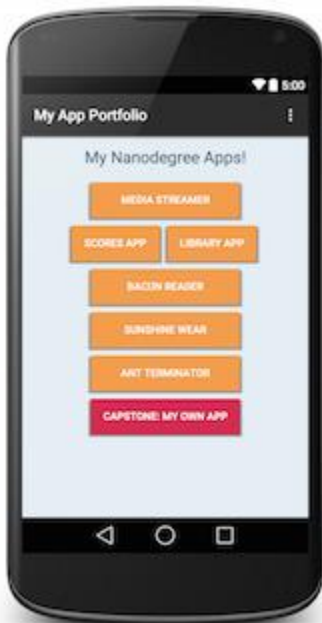 5:00
My App Portfolio
My Nanodegree Apps!
MEDIA STREAMER
SCORES APP LIBRARY APP
BACON READER
SUNSHINE WEAR
ANT TERMINATOR
CAPSTONE: MY OWN APP